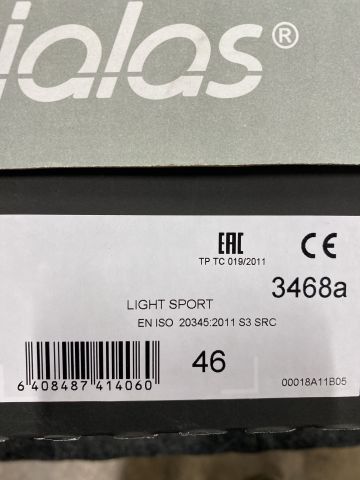 jalas®
EAC CE
TP TC 019/2011
3468a
LIGHT SPORT
EN ISO 20345:2011 S3 SRC
46
6 408487 414060
00018A11B05